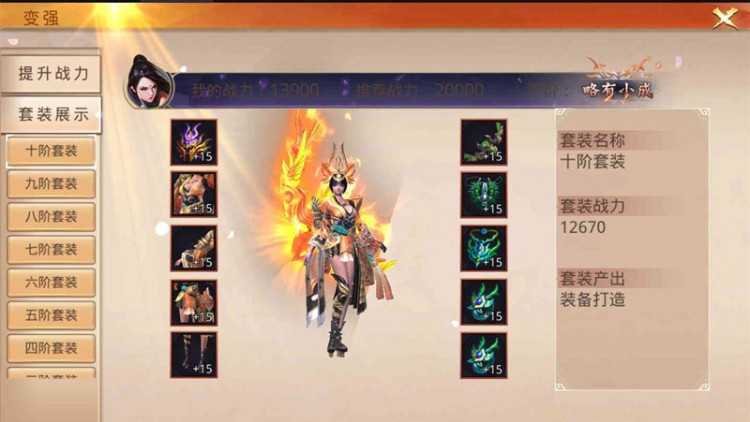 变强
提升战力
套装展示
十阶套装
九阶套装
八阶套装
七阶套装
六阶套装
五阶套装
四阶套装
我的战力：13900 推荐战力：20000
略有小成
+15
+15
+15
+15
+15
+15
+15
+15
+15
+15
套装名称
十阶套装
套装战力
12670
套装产出
装备打造